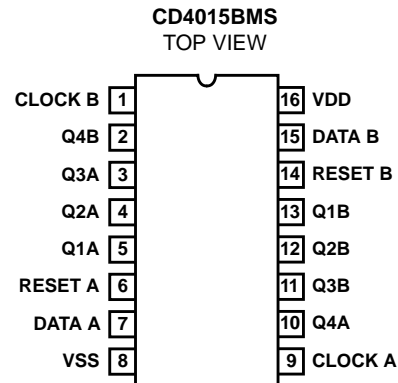 CD4015BMS
TOP VIEW
CLOCK B 1 16 VDD
Q4B 2 15 DATA B
Q3A 3 14 RESET B
Q2A 4 13 Q1B
Q1A 5 12 Q2B
RESET A 6 11 Q3B
DATA A 7 10 Q4A
VSS 8 9 CLOCK A